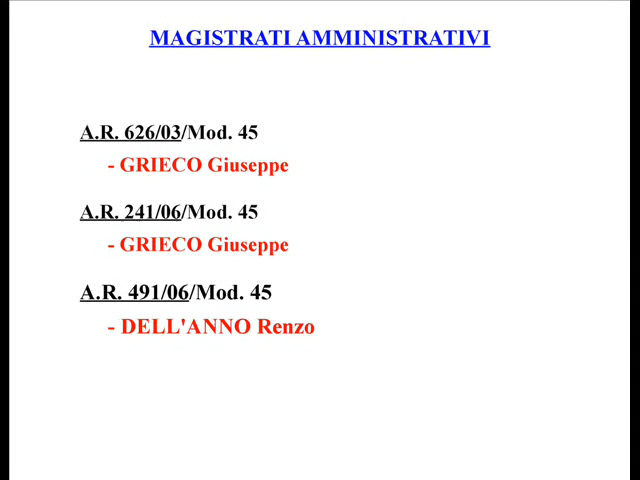 MAGISTRATI AMMINISTRATIVI
A.R. 626/03/Mod. 45
- GRIECO Giuseppe
A.R. 241/06/Mod. 45
- GRIECO Giuseppe
A.R. 491/06/Mod. 45
- DELL'ANNO Renzo